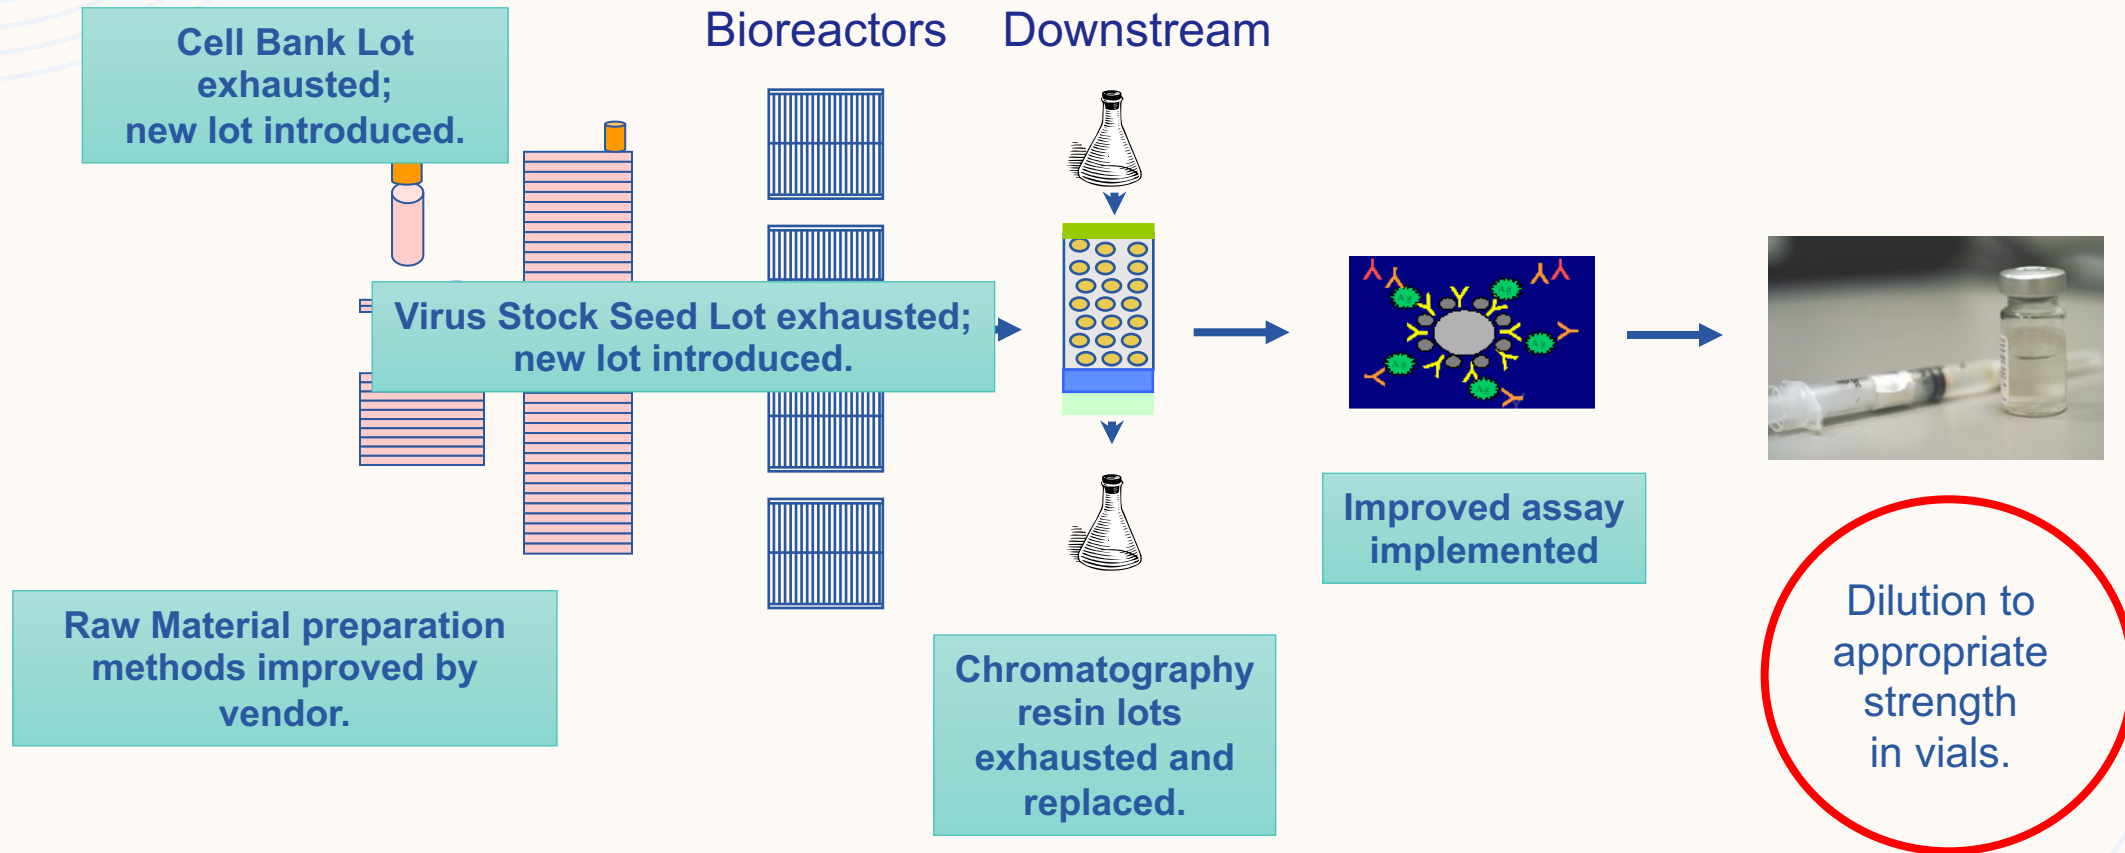 Cell Bank Lot
exhausted;
new lot introduced.
Bioreactors
Downstream
Virus Stock Seed Lot exhausted;
new lot introduced.
Raw Material preparation
methods improved by
vendor.
Chromatography
resin lots
exhausted and
replaced.
Improved assay
implemented
Dilution to
appropriate
strength
in vials.